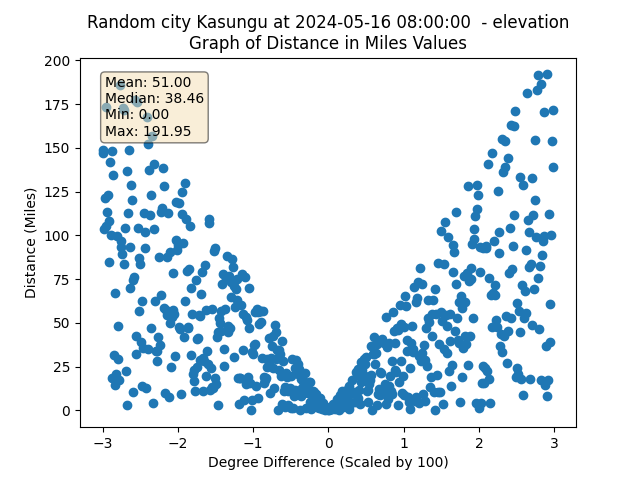 Random city Kasungu at 2024-05-16 08:00:00  - elevation
Graph of Distance in Miles Values
200
175
150
125
100
75
50
25
0
Mean: 51.00
Median: 38.46
Min: 0.00
Max: 191.95
Distance (Miles)
−3 −2 −1 0 1 2 3
Degree Difference (Scaled by 100)